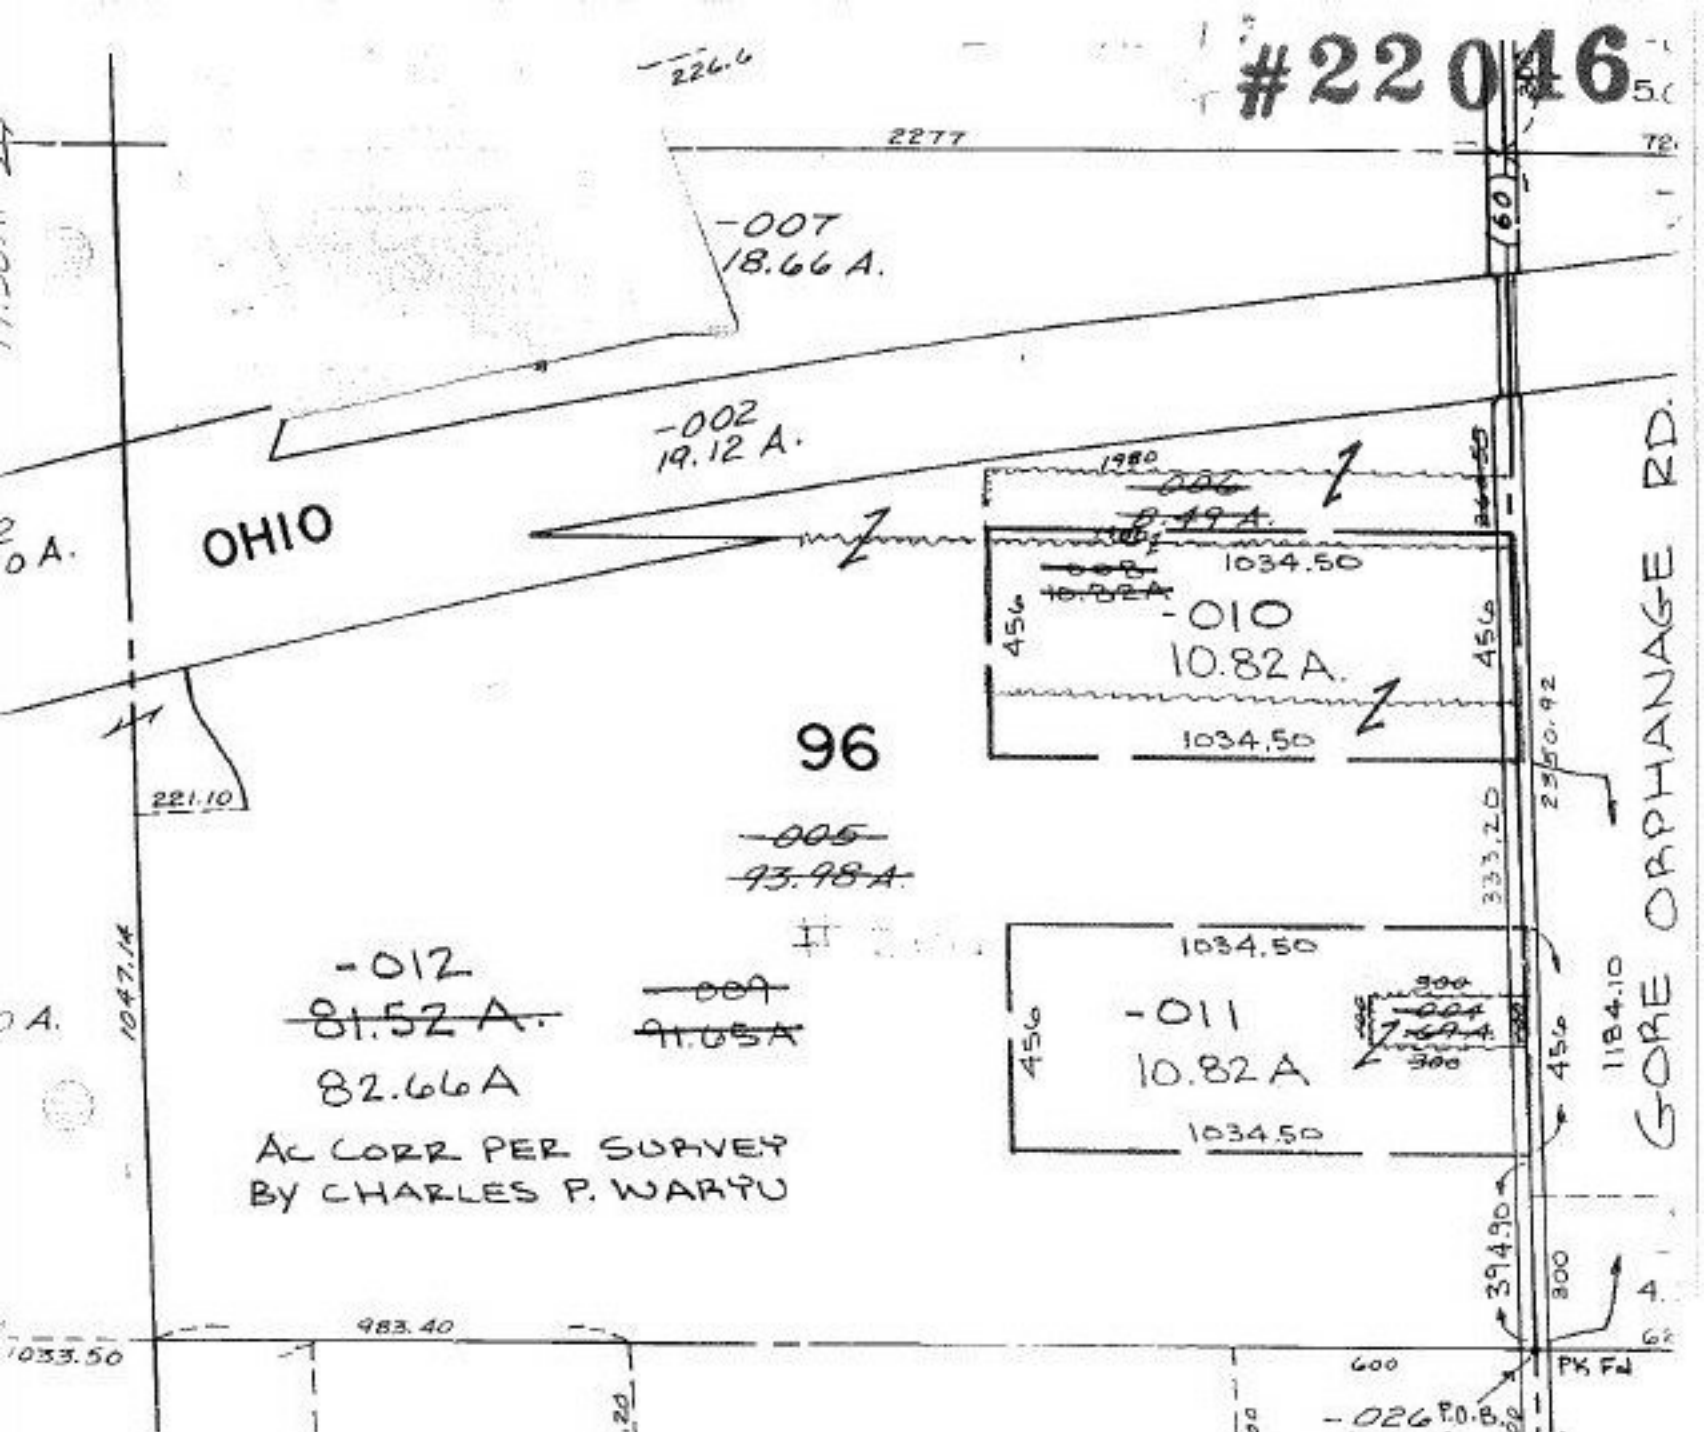 #22046
226.6
2277
60
-007
18.66 A.
-002
19.12 A.
OHIO
1980
006
8.49 A.
1034.50
008
10.82A
-010
10.82 A.
456
456
1034.50
2350.92
GORE ORPHANAGE RD.
96
221.10
333.20
005
93.98 A.
1047.14
-012
81.52 A.
82.66 A
009
91.65A
AC CORR PER SURVEY
BY CHARLES P. WARYU
1034.50
456
-011
10.82 A
300
004
.69 A
300
456
1184.10
1034.50
394.90
300
983.40
1033.50
600
PK Fd
-026 P.O.B.